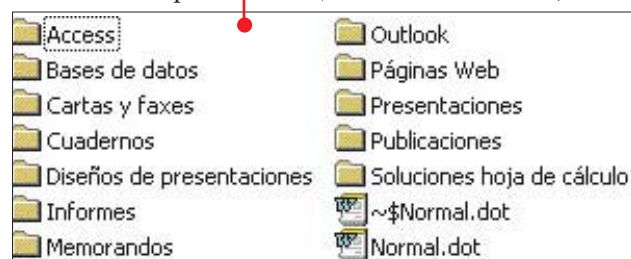 Access
Bases de datos
Cartas y faxes
Cuadernos
Diseños de presentaciones
Informes
Memorandos
Outlook
Páginas Web
Presentaciones
Publicaciones
Soluciones hoja de cálculo
~$Normal.dot
Normal.dot